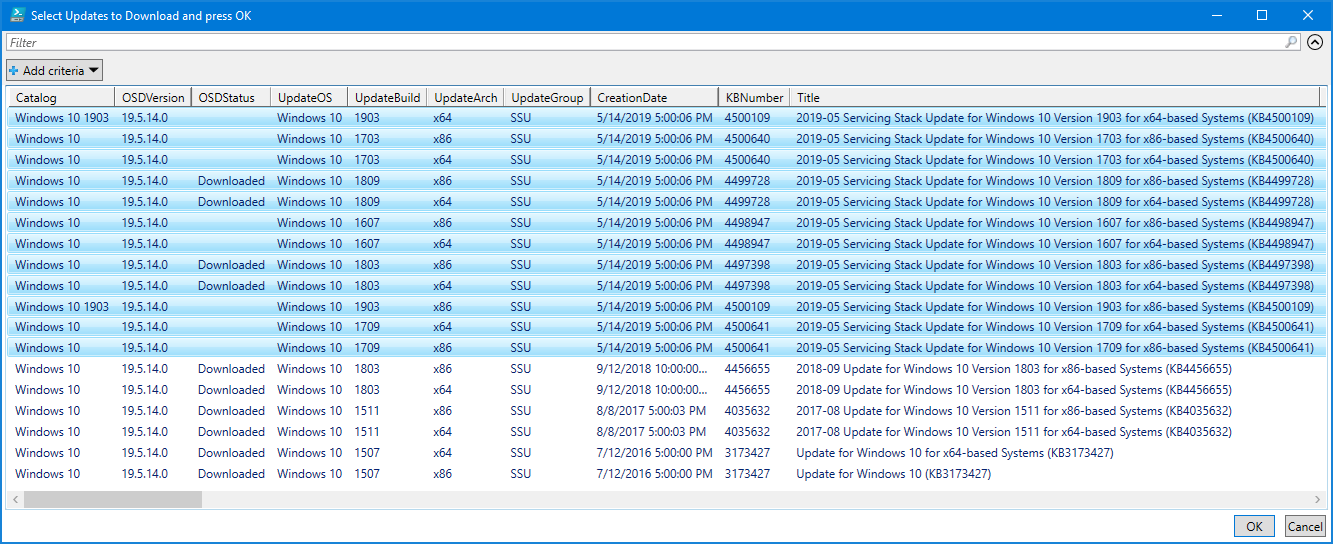 Select Updates to Download and press OK
Filter
Add criteria
Catalog OSDVersion OSDStatus UpdateOS UpdateBuild UpdateArch UpdateGroup CreationDate KBNumber Title
Windows 10 1903 19.5.14.0 Windows 10 1903 x64 SSU 5/14/2019 5:00:06 PM 4500109 2019-05 Servicing Stack Update for Windows 10 Version 1903 for x64-based Systems (KB4500109)
Windows 10 19.5.14.0 Windows 10 1703 x86 SSU 5/14/2019 5:00:06 PM 4500640 2019-05 Servicing Stack Update for Windows 10 Version 1703 for x86-based Systems (KB4500640)
Windows 10 19.5.14.0 Windows 10 1703 x64 SSU 5/14/2019 5:00:06 PM 4500640 2019-05 Servicing Stack Update for Windows 10 Version 1703 for x64-based Systems (KB4500640)
Windows 10 19.5.14.0 Downloaded Windows 10 1809 x86 SSU 5/14/2019 5:00:06 PM 4499728 2019-05 Servicing Stack Update for Windows 10 Version 1809 for x86-based Systems (KB4499728)
Windows 10 19.5.14.0 Downloaded Windows 10 1809 x64 SSU 5/14/2019 5:00:06 PM 4499728 2019-05 Servicing Stack Update for Windows 10 Version 1809 for x64-based Systems (KB4499728)
Windows 10 19.5.14.0 Windows 10 1607 x86 SSU 5/14/2019 5:00:06 PM 4498947 2019-05 Servicing Stack Update for Windows 10 Version 1607 for x86-based Systems (KB4498947)
Windows 10 19.5.14.0 Windows 10 1607 x64 SSU 5/14/2019 5:00:06 PM 4498947 2019-05 Servicing Stack Update for Windows 10 Version 1607 for x64-based Systems (KB4498947)
Windows 10 19.5.14.0 Downloaded Windows 10 1803 x86 SSU 5/14/2019 5:00:06 PM 4497398 2019-05 Servicing Stack Update for Windows 10 Version 1803 for x86-based Systems (KB4497398)
Windows 10 19.5.14.0 Downloaded Windows 10 1803 x64 SSU 5/14/2019 5:00:06 PM 4497398 2019-05 Servicing Stack Update for Windows 10 Version 1803 for x64-based Systems (KB4497398)
Windows 10 1903 19.5.14.0 Windows 10 1903 x86 SSU 5/14/2019 5:00:06 PM 4500109 2019-05 Servicing Stack Update for Windows 10 Version 1903 for x86-based Systems (KB4500109)
Windows 10 19.5.14.0 Windows 10 1709 x64 SSU 5/14/2019 5:00:06 PM 4500641 2019-05 Servicing Stack Update for Windows 10 Version 1709 for x64-based Systems (KB4500641)
Windows 10 19.5.14.0 Windows 10 1709 x86 SSU 5/14/2019 5:00:06 PM 4500641 2019-05 Servicing Stack Update for Windows 10 Version 1709 for x86-based Systems (KB4500641)
Windows 10 19.5.14.0 Downloaded Windows 10 1803 x86 SSU 9/12/2018 10:00:00... 4456655 2018-09 Update for Windows 10 Version 1803 for x86-based Systems (KB4456655)
Windows 10 19.5.14.0 Downloaded Windows 10 1803 x64 SSU 9/12/2018 10:00:00... 4456655 2018-09 Update for Windows 10 Version 1803 for x64-based Systems (KB4456655)
Windows 10 19.5.14.0 Downloaded Windows 10 1511 x86 SSU 8/8/2017 5:00:03 PM 4035632 2017-08 Update for Windows 10 Version 1511 for x86-based Systems (KB4035632)
Windows 10 19.5.14.0 Downloaded Windows 10 1511 x64 SSU 8/8/2017 5:00:03 PM 4035632 2017-08 Update for Windows 10 Version 1511 for x64-based Systems (KB4035632)
Windows 10 19.5.14.0 Downloaded Windows 10 1507 x64 SSU 7/12/2016 5:00:00 PM 3173427 Update for Windows 10 for x64-based Systems (KB3173427)
Windows 10 19.5.14.0 Downloaded Windows 10 1507 x86 SSU 7/12/2016 5:00:00 PM 3173427 Update for Windows 10 (KB3173427)
OK Cancel